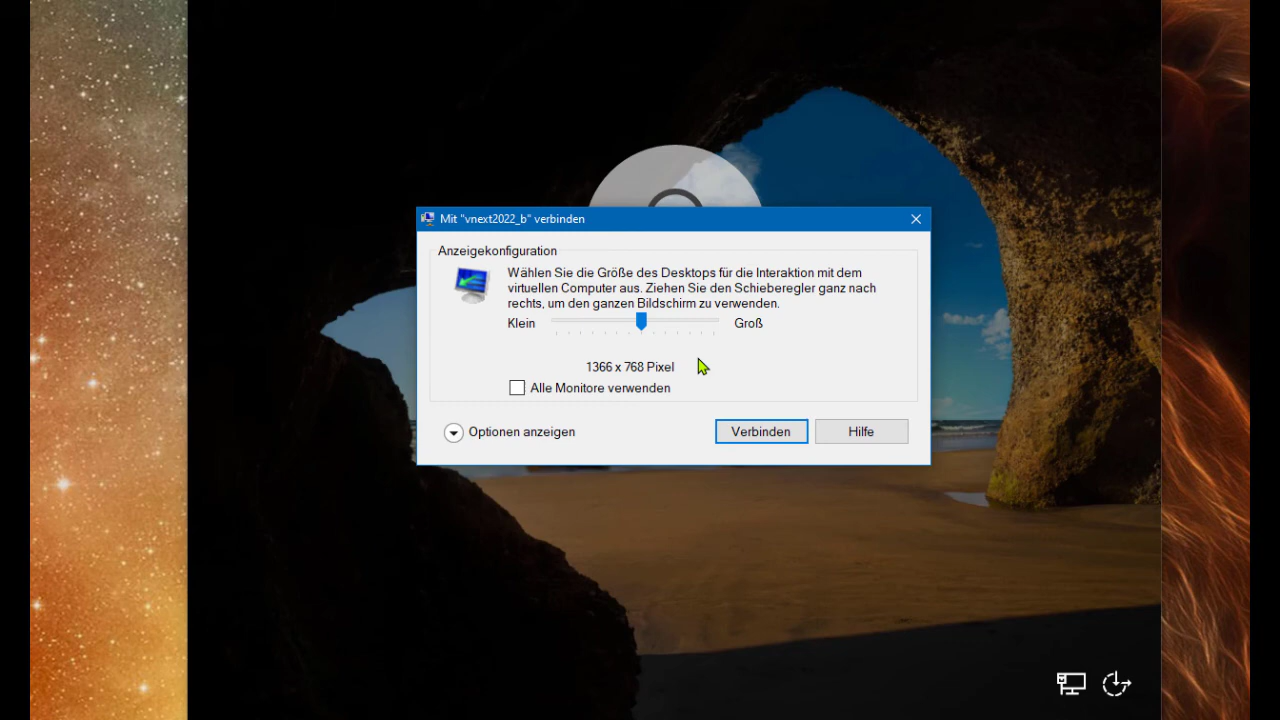 Mit "vnext2022_b" verbinden
Anzeigekonfiguration
Wählen Sie die Größe des Desktops für die Interaktion mit dem
virtuellen Computer aus. Ziehen Sie den Schieberegler ganz nach
rechts, um den ganzen Bildschirm zu verwenden.
Klein Groß
1366 x 768 Pixel
Alle Monitore verwenden
Optionen anzeigen Verbinden Hilfe